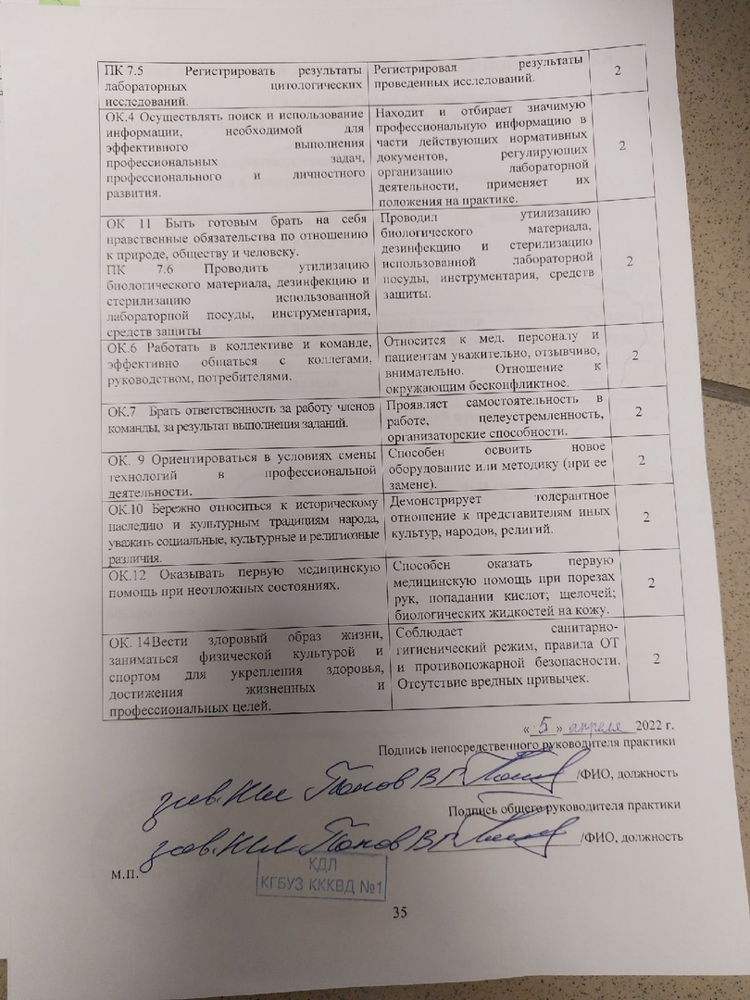 ПК 7.5 Регистрировать результаты
лабораторных цитологических
исследований.
Регистрировал результаты
проведенных исследований.
2
ОК.4 Осуществлять поиск и использование
информации, необходимой для
эффективного выполнения
профессиональных задач,
профессионального и личностного
развития.
Находит и отбирает значимую
профессиональную информацию в
части действующих нормативных
документов, регулирующих
организацию лабораторной
деятельности, применяет их
положения на практике.
2
ОК 11 Быть готовым брать на себя
нравственные обязательства по отношению
к природе, обществу и человеку.
ПК 7.6 Проводить утилизацию
биологического материала, дезинфекцию и
стерилизацию использованной
лабораторной посуды, инструментария,
средств защиты
Проводил утилизацию
биологического материала,
дезинфекцию и стерилизацию
использованной лабораторной
посуды, инструментария, средств
защиты.
2
ОК.6 Работать в коллективе и команде,
эффективно общаться с коллегами,
руководством, потребителями.
Относится к мед. персоналу и
пациентам уважительно, отзывчиво,
внимательно. Отношение к
окружающим бесконфликтное.
2
ОК.7 Брать ответственность за работу членов
команды, за результат выполнения заданий.
Проявляет самостоятельность в
работе, целеустремленность,
организаторские способности.
2
ОК. 9 Ориентироваться в условиях смены
технологий в профессиональной
деятельности.
Способен освоить новое
оборудование или методику (при ее
замене).
2
ОК.10 Бережно относиться к историческому
наследию и культурным традициям народа,
уважать социальные, культурные и религиозные
различия.
Демонстрирует толерантное
отношение к представителям иных
культур, народов, религий.
2
ОК.12 Оказывать первую медицинскую
помощь при неотложных состояниях.
Способен оказать первую
медицинскую помощь при порезах
рук, попадании кислот; щелочей;
биологических жидкостей на кожу.
2
ОК. 14Вести здоровый образ жизни,
заниматься физической культурой и
спортом для укрепления здоровья,
достижения жизненных и
профессиональных целей.
Соблюдает санитарно-
гигиенический режим, правила ОТ
и противопожарной безопасности.
Отсутствие вредных привычек.
2
« 5 » апреля 2022 г.
Подпись непосредственного руководителя практики
Попов В Г /ФИО, должность
Подпись общего руководителя практики
Попов В Г /ФИО, должность
М.П.
КДЛ
КГБУЗ КККВД №1
35